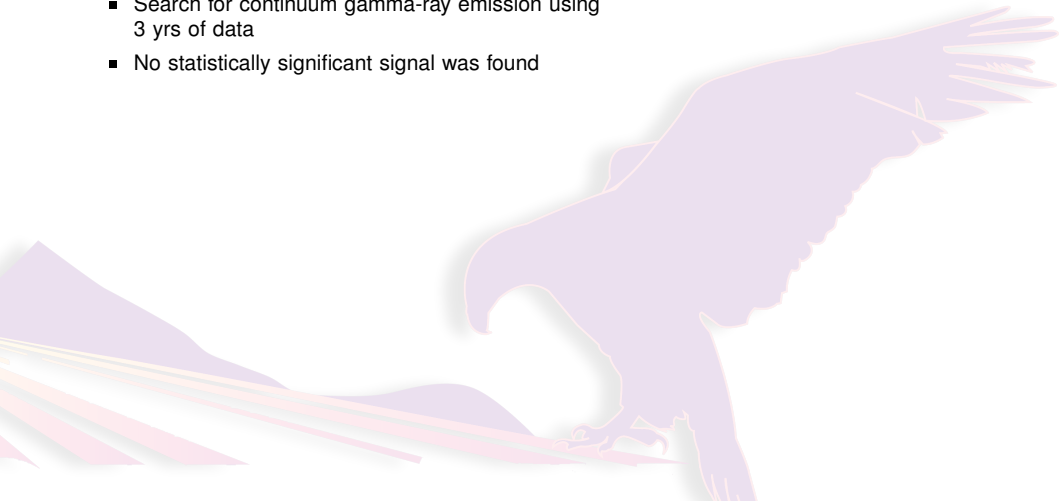 ▪ Search for continuum gamma-ray emission using
3 yrs of data
▪ No statistically significant signal was found